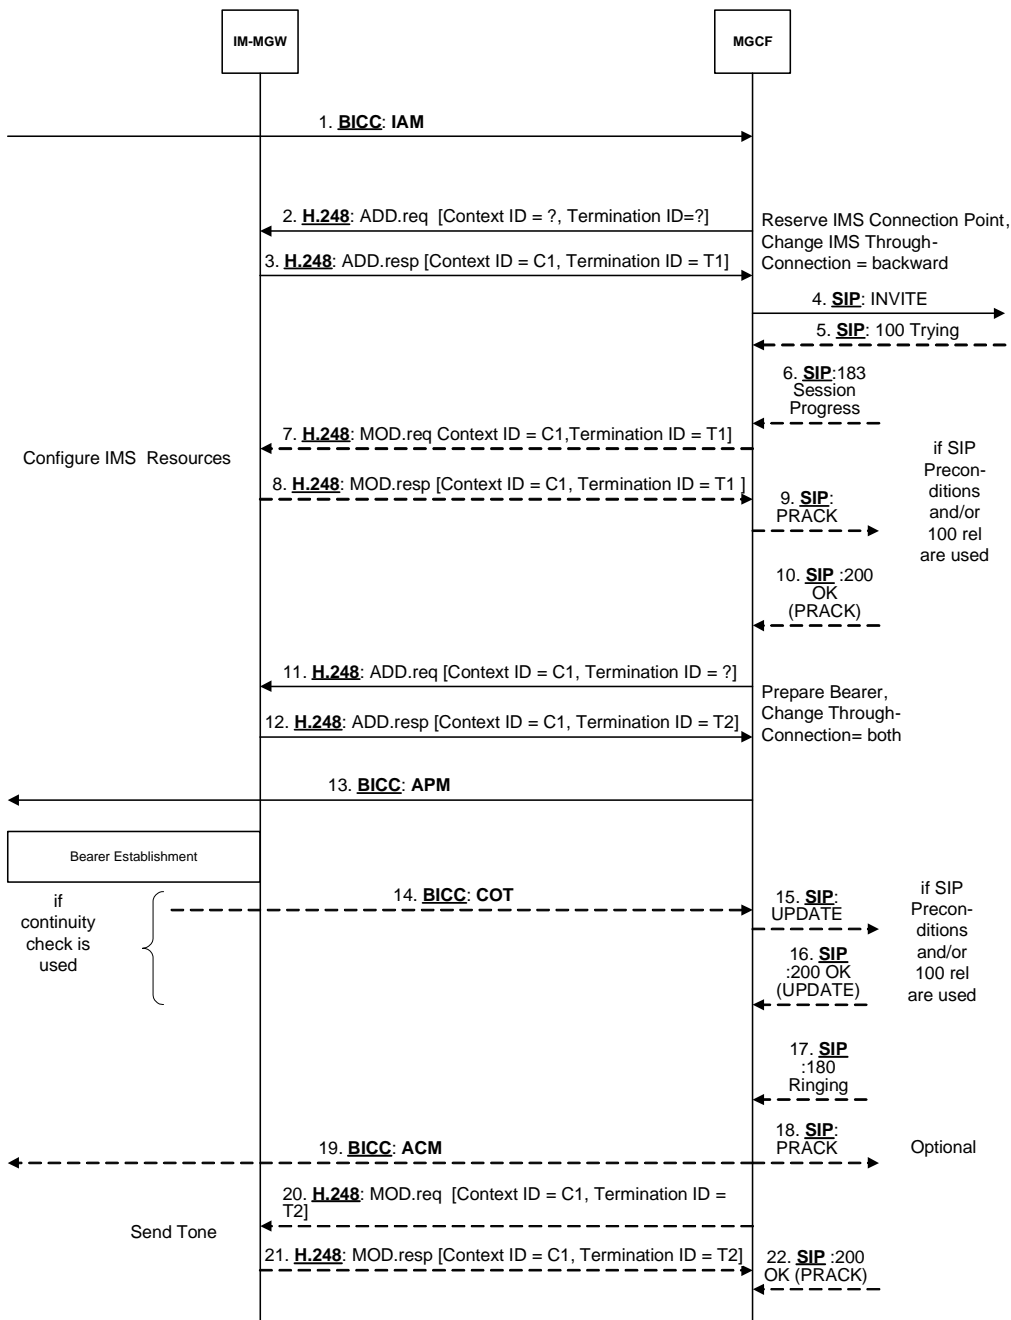 IM-MGW
MGCF
1. BICC: IAM
2. H.248: ADD.req [Context ID = ?, Termination ID=?]
Reserve IMS Connection Point,
Change IMS Through-
Connection = backward
3. H.248: ADD.resp [Context ID = C1, Termination ID = T1]
4. SIP: INVITE
5. SIP: 100 Trying
6. SIP:183
Session
Progress
7. H.248: MOD.req Context ID = C1,Termination ID = T1]
Configure IMS Resources
8. H.248: MOD.resp [Context ID = C1, Termination ID = T1 ]
9. SIP:
PRACK
if SIP
Precon-
ditions
and/or
100 rel
are used
10. SIP :200
OK
(PRACK)
11. H.248: ADD.req [Context ID = C1, Termination ID = ?]
12. H.248: ADD.resp [Context ID = C1, Termination ID = T2]
Prepare Bearer,
Change Through-
Connection= both
13. BICC: APM
Bearer Establishment
if
continuity
check is
used
14. BICC: COT
15. SIP:
UPDATE
16. SIP
:200 OK
(UPDATE)
if SIP
Precon-
ditions
and/or
100 rel
are used
17. SIP
:180
Ringing
18. SIP:
PRACK
Optional
19. BICC: ACM
20. H.248: MOD.req [Context ID = C1, Termination ID =
T2]
Send Tone
21. H.248: MOD.resp [Context ID = C1, Termination ID = T2]
22. SIP :200
OK (PRACK)